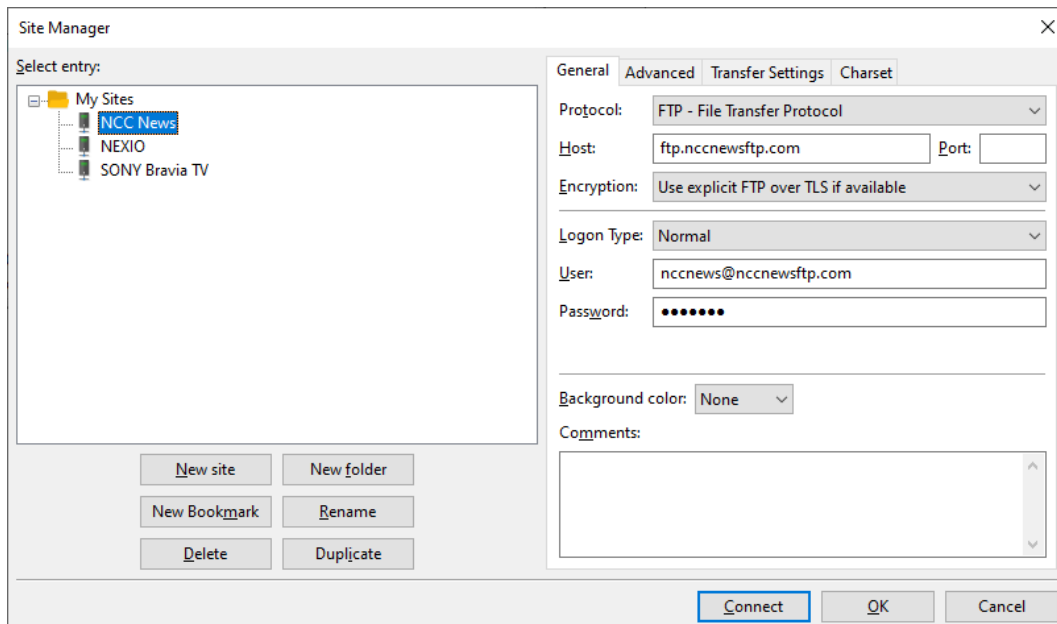 Site Manager
Select entry:
My Sites
NCC News
NEXIO
SONY Bravia TV
New site
New folder
New Bookmark
Rename
Delete
Duplicate
General Advanced Transfer Settings Charset
Protocol: FTP - File Transfer Protocol
Host: ftp.nccnewsftp.com Port:
Encryption: Use explicit FTP over TLS if available
Logon Type: Normal
User: nccnews@nccnewsftp.com
Password: ●●●●●●●
Background color: None
Comments:
Connect OK Cancel